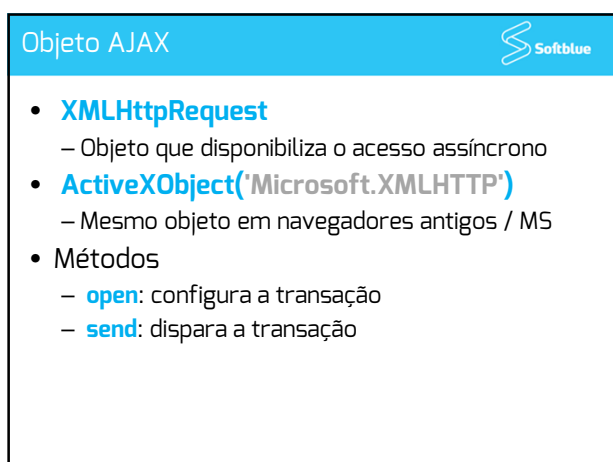 Objeto AJAX
Softblue
• XMLHttpRequest
– Objeto que disponibiliza o acesso assíncrono
• ActiveXObject('Microsoft.XMLHTTP')
– Mesmo objeto em navegadores antigos / MS
• Métodos
– open: configura a transação
– send: dispara a transação